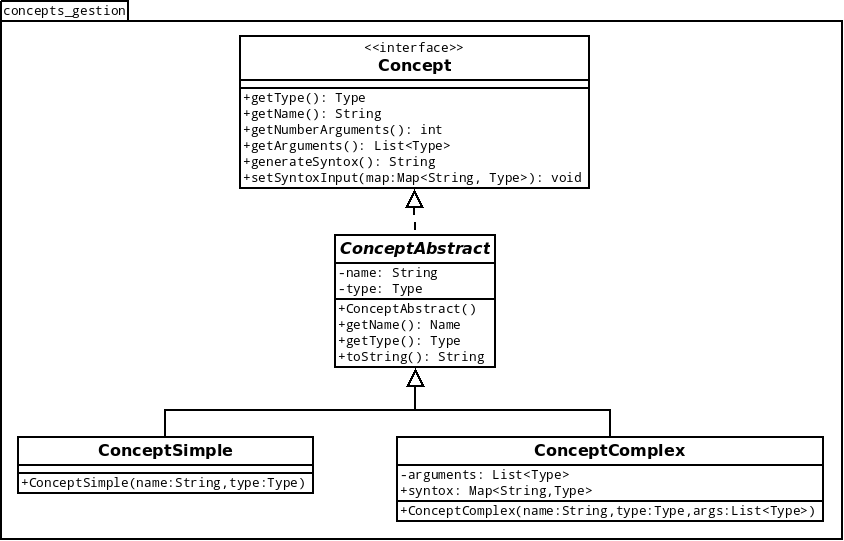 concepts_gestion
<<interface>>
Concept
+getType(): Type
+getName(): String
+getNumberArguments(): int
+getArguments(): List<Type>
+generateSyntox(): String
+setSyntoxInput(map:Map<String, Type>): void
ConceptAbstract
-name: String
-type: Type
+ConceptAbstract()
+getName(): Name
+getType(): Type
+toString(): String
ConceptSimple
+ConceptSimple(name:String,type:Type)
ConceptComplex
-arguments: List<Type>
+syntox: Map<String,Type>
+ConceptComplex(name:String,type:Type,args:List<Type>)